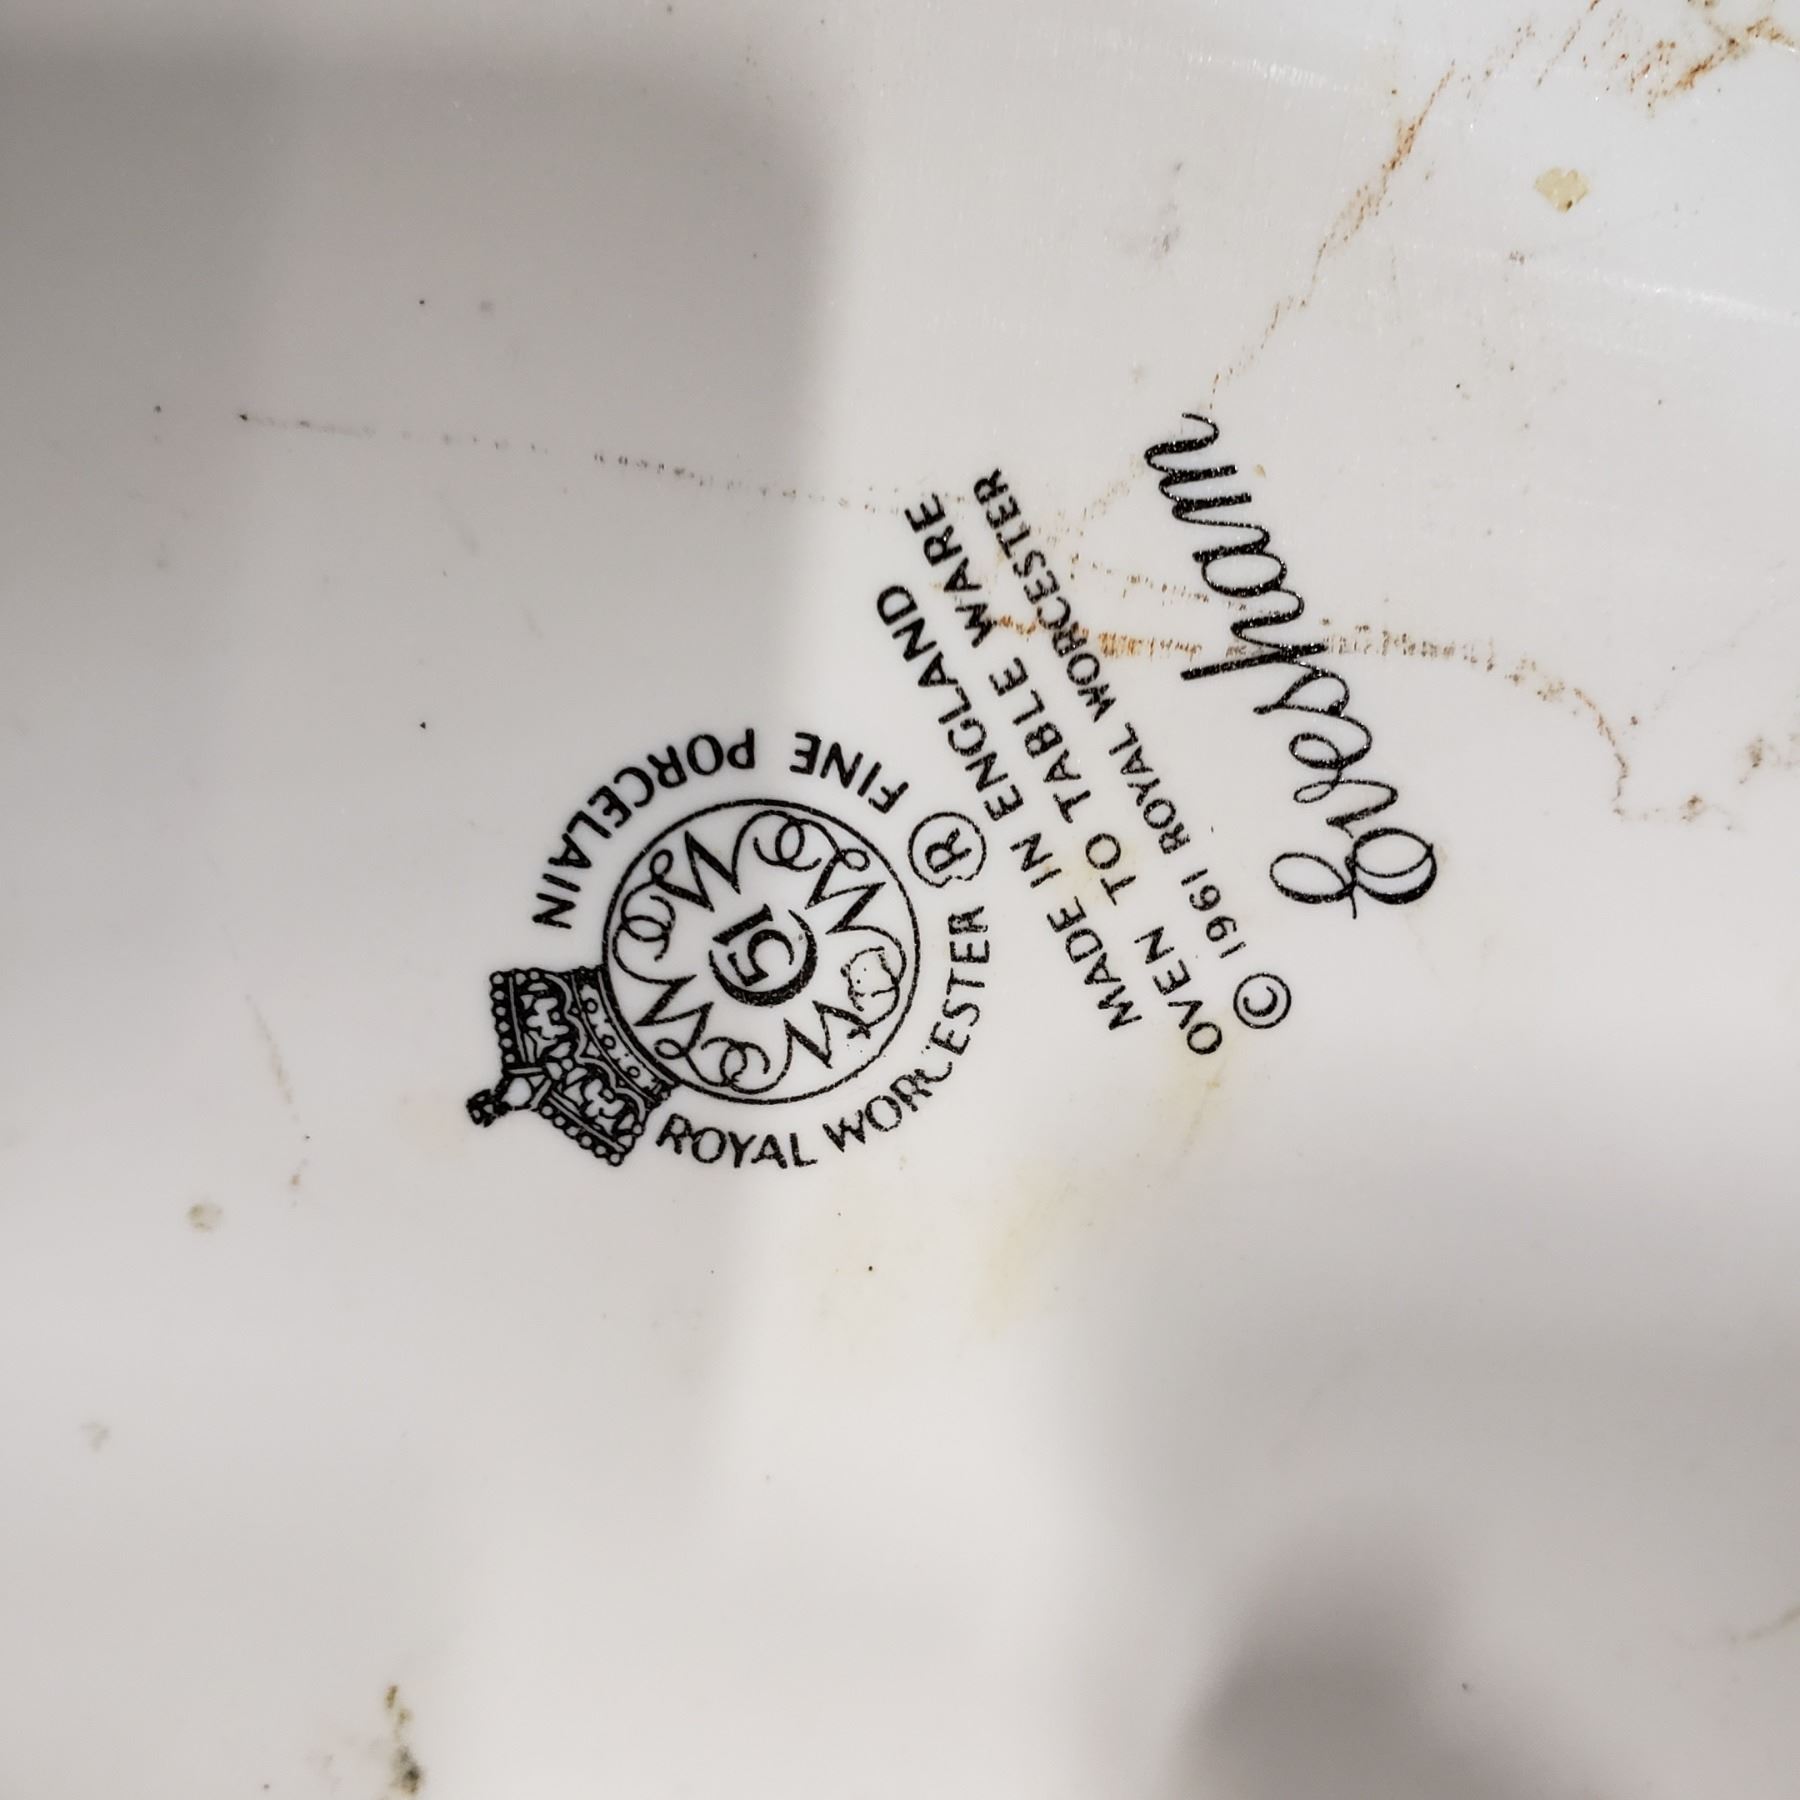 ROYAL WORCESTER ®
FINE PORCELAIN
51
MADE IN ENGLAND
OVEN TO TABLE WARE
© 1961 ROYAL WORCESTER
Evesham